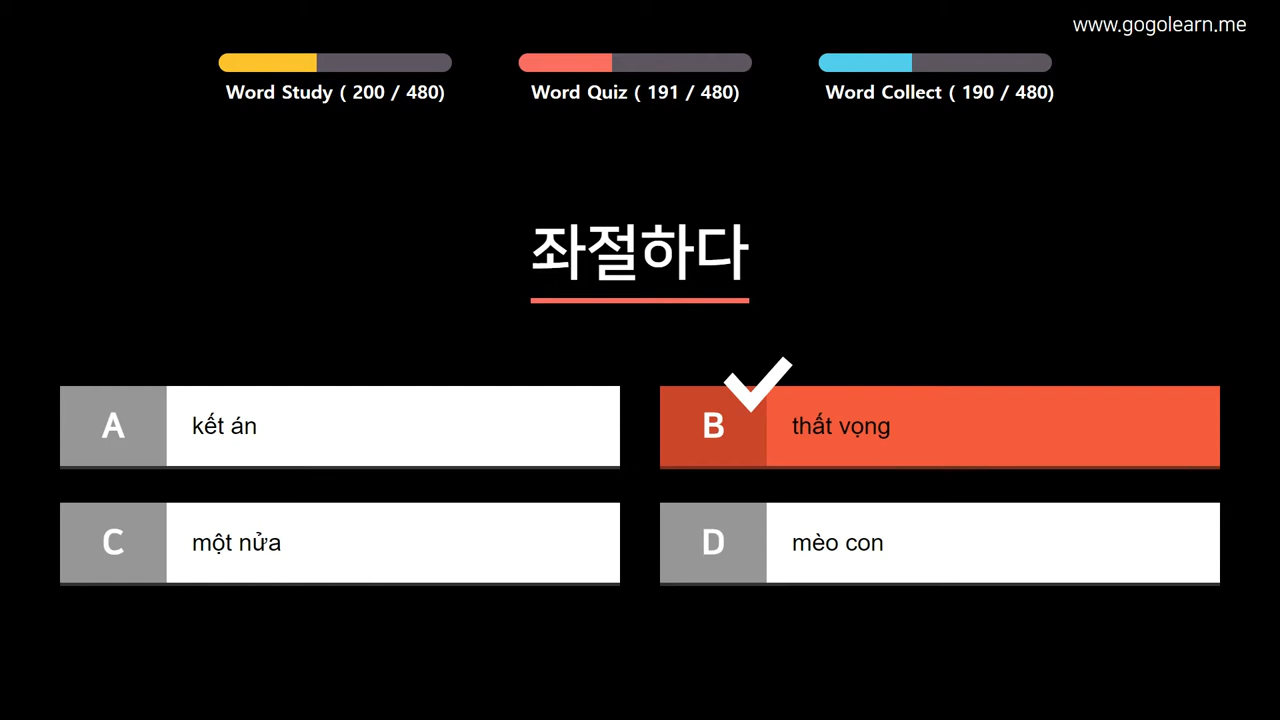 www.gogolearn.me
Word Study ( 200 / 480)
Word Quiz ( 191 / 480)
Word Collect ( 190 / 480)
좌절하다
A kết án
B thất vọng
C một nửa
D mèo con